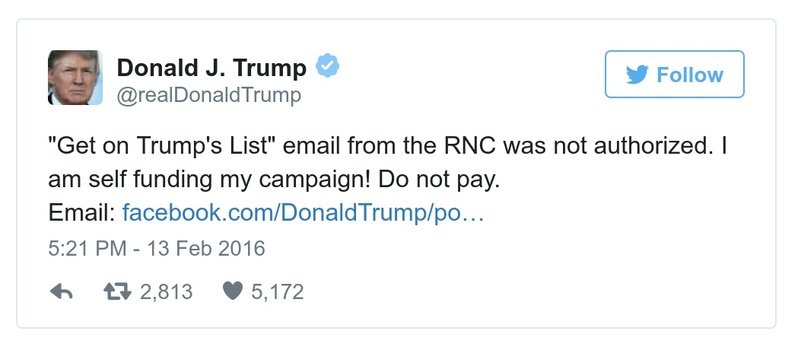 Donald J. Trump
@realDonaldTrump
Follow
"Get on Trump's List" email from the RNC was not authorized. I
am self funding my campaign! Do not pay.
Email: facebook.com/DonaldTrump/po…
5:21 PM - 13 Feb 2016
2,813 5,172